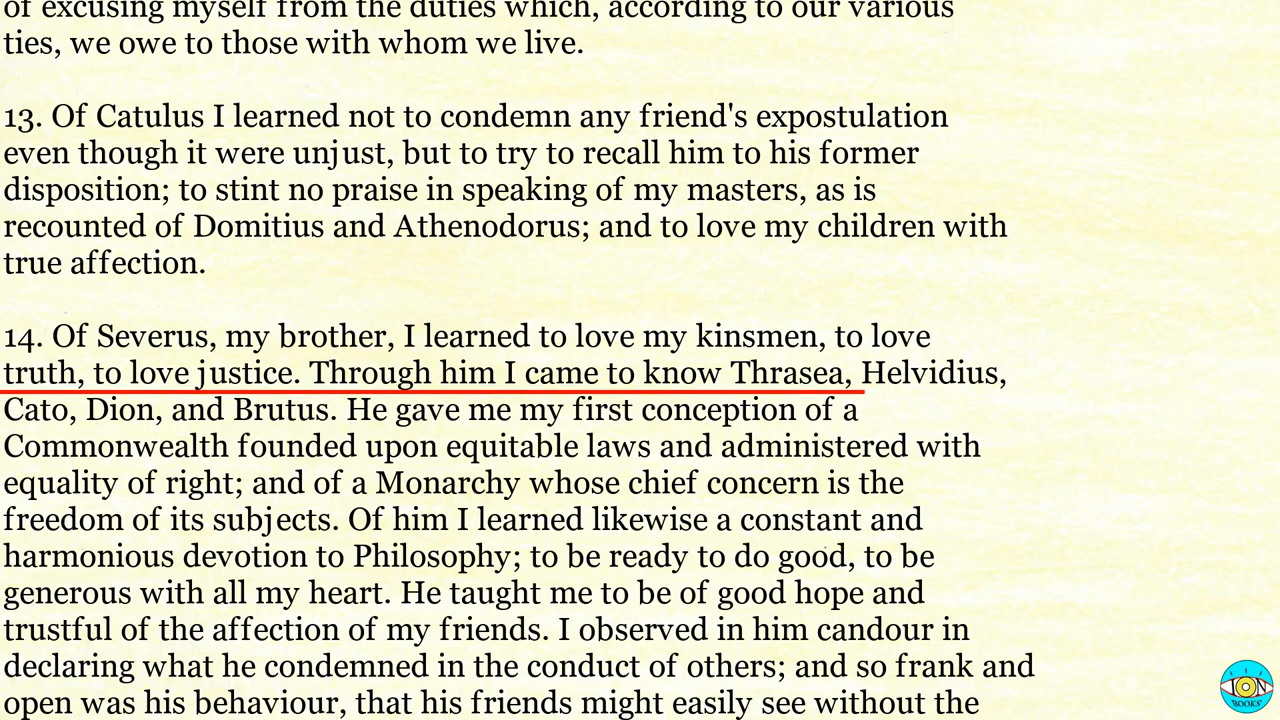 of excusing myself from the duties which, according to our various
ties, we owe to those with whom we live.
13. Of Catulus I learned not to condemn any friend's expostulation
even though it were unjust, but to try to recall him to his former
disposition; to stint no praise in speaking of my masters, as is
recounted of Domitius and Athenodorus; and to love my children with
true affection.
14. Of Severus, my brother, I learned to love my kinsmen, to love
truth, to love justice. Through him I came to know Thrasea, Helvidius,
Cato, Dion, and Brutus. He gave me my first conception of a
Commonwealth founded upon equitable laws and administered with
equality of right; and of a Monarchy whose chief concern is the
freedom of its subjects. Of him I learned likewise a constant and
harmonious devotion to Philosophy; to be ready to do good, to be
generous with all my heart. He taught me to be of good hope and
trustful of the affection of my friends. I observed in him candour in
declaring what he condemned in the conduct of others; and so frank and
open was his behaviour, that his friends might easily see without the
ION
BOOKS